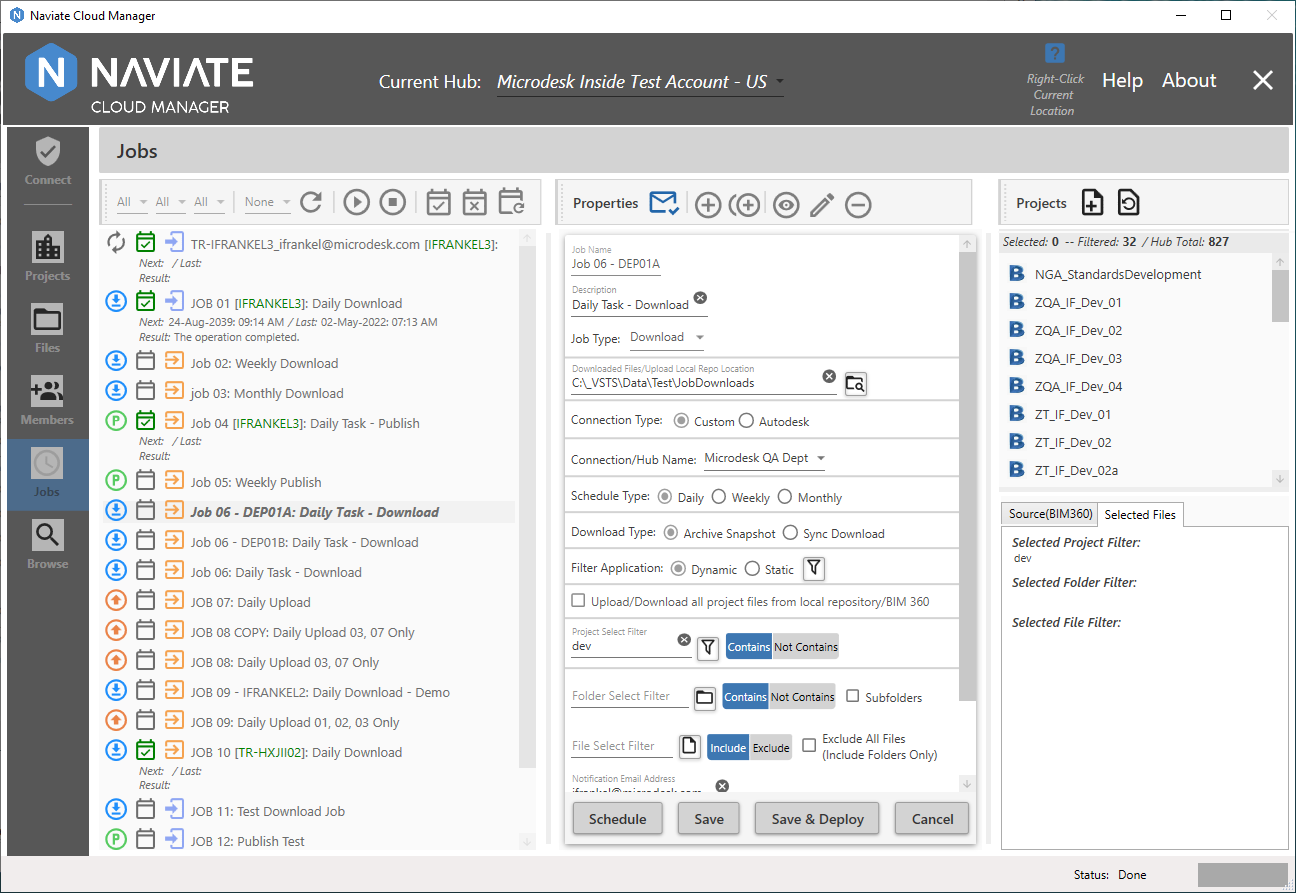 Naviate Cloud Manager
N NAVIATE
CLOUD MANAGER
Current Hub: Microdesk Inside Test Account - US
?
Right-Click
Current
Location
Help About
Connect
Projects
Files
Members
Jobs
Browse
Jobs
All All All None
TR-IFRANKEL3_ifrankel@microdesk.com [IFRANKEL3]:
Next: / Last:
Result:
JOB 01 [IFRANKEL3]: Daily Download
Next: 24-Aug-2039: 09:14 AM / Last: 02-May-2022: 07:13 AM
Result: The operation completed.
Job 02: Weekly Download
job 03: Monthly Download
P Job 04 [IFRANKEL3]: Daily Task - Publish
Next: / Last:
Result:
P Job 05: Weekly Publish
Job 06 - DEP01A: Daily Task - Download
Job 06 - DEP01B: Daily Task - Download
Job 06: Daily Task - Download
JOB 07: Daily Upload
JOB 08 COPY: Daily Upload 03, 07 Only
JOB 08: Daily Upload 03, 07 Only
JOB 09 - IFRANKEL2: Daily Download - Demo
JOB 09: Daily Upload 01, 02, 03 Only
JOB 10 [TR-HXJII02]: Daily Download
Next: / Last:
Result:
JOB 11: Test Download Job
P JOB 12: Publish Test
Properties
Job Name
Job 06 - DEP01A
Description
Daily Task - Download
Job Type: Download
Downloaded Files/Upload Local Repo Location
C:\_VSTS\Data\Test\JobDownloads
Connection Type: Custom Autodesk
Connection/Hub Name: Microdesk QA Dept
Schedule Type: Daily Weekly Monthly
Download Type: Archive Snapshot Sync Download
Filter Application: Dynamic Static
Upload/Download all project files from local repository/BIM 360
Project Select Filter
dev
Contains Not Contains
Folder Select Filter Contains Not Contains Subfolders
File Select Filter Include Exclude Exclude All Files
(Include Folders Only)
Notification Email Address
ifrankel@microdesk.com
Schedule Save Save & Deploy Cancel
Projects
Selected: 0 -- Filtered: 32 / Hub Total: 827
B NGA_StandardsDevelopment
B ZQA_IF_Dev_01
B ZQA_IF_Dev_02
B ZQA_IF_Dev_03
B ZQA_IF_Dev_04
B ZT_IF_Dev_01
B ZT_IF_Dev_02
B ZT_IF_Dev_02a
Source(BIM360) Selected Files
Selected Project Filter:
dev
Selected Folder Filter:
Selected File Filter:
Status: Done